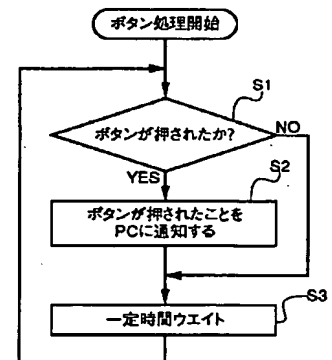 ボタン処理開始
S1
ボタンが押されたか?
NO
YES
S2
ボタンが押されたことを
PCに通知する
S3
一定時間ウエイト